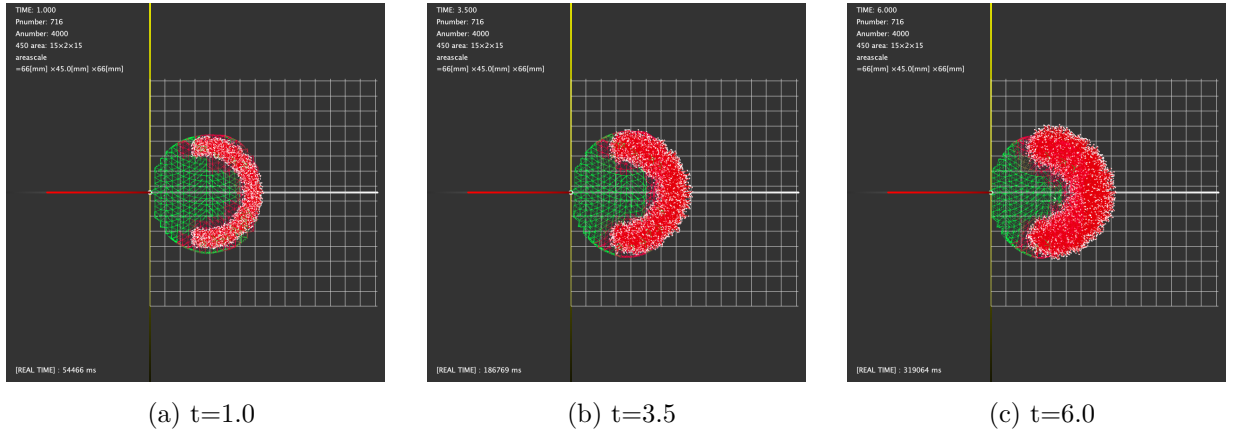 TIME: 1.000
Pnumber: 716
Anumber: 4000
450 area: 15×2×15
areascale
=66[mm] ×45.0[mm] ×66[mm]
[REAL TIME] : 54466 ms
(a) t=1.0
TIME: 3.500
Pnumber: 716
Anumber: 4000
450 area: 15×2×15
areascale
=66[mm] ×45.0[mm] ×66[mm]
[REAL TIME] : 186769 ms
(b) t=3.5
TIME: 6.000
Pnumber: 716
Anumber: 4000
450 area: 15×2×15
areascale
=66[mm] ×45.0[mm] ×66[mm]
[REAL TIME] : 319064 ms
(c) t=6.0